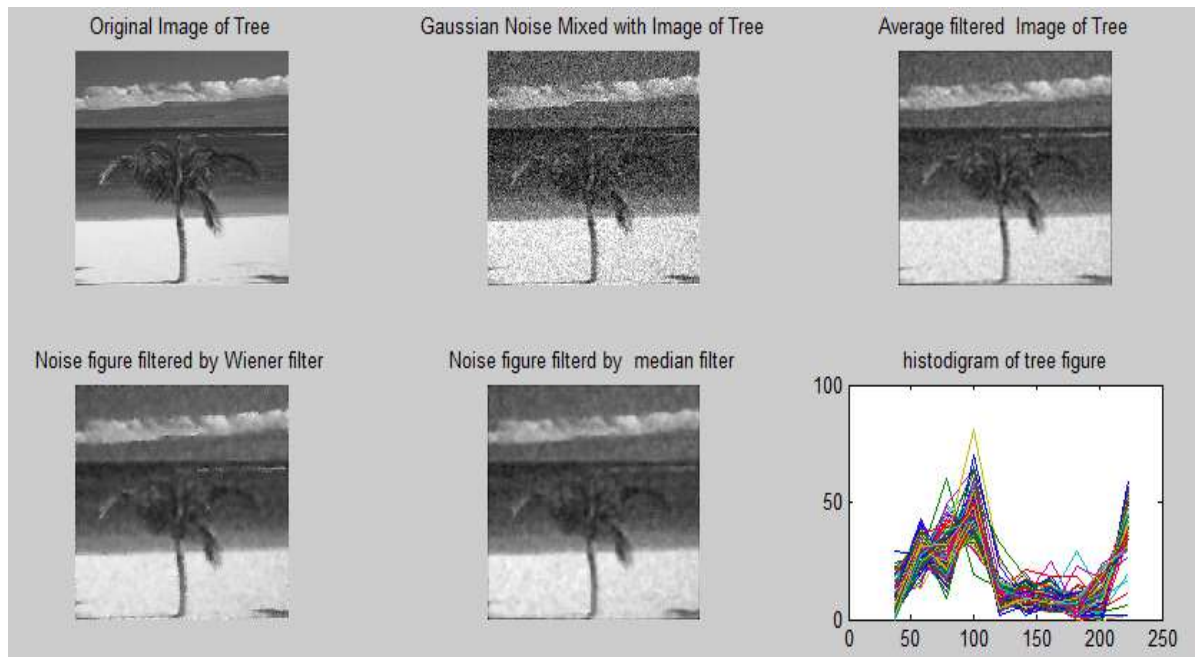 Original Image of Tree
Gaussian Noise Mixed with Image of Tree
Average filtered Image of Tree
Noise figure filtered by Wiener filter
Noise figure filterd by median filter
histodigram of tree figure
100
50
0
0 50 100 150 200 250